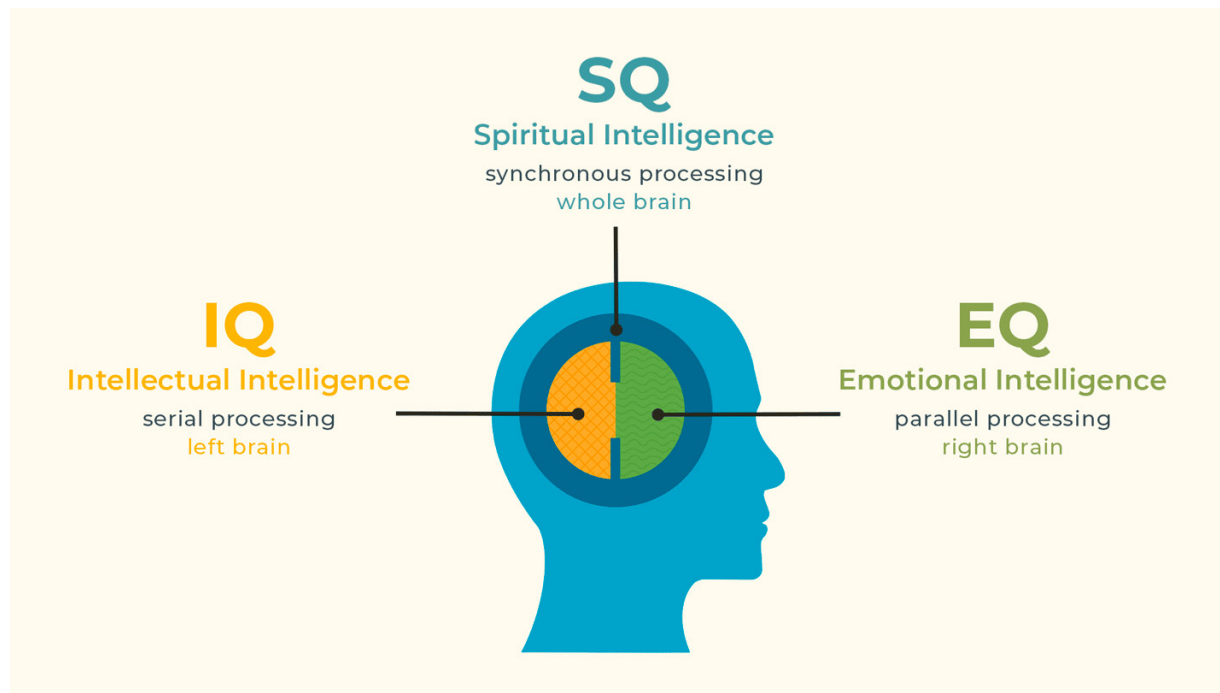 SQ
Spiritual Intelligence
synchronous processing
whole brain
IQ
Intellectual Intelligence
serial processing
left brain
EQ
Emotional Intelligence
parallel processing
right brain